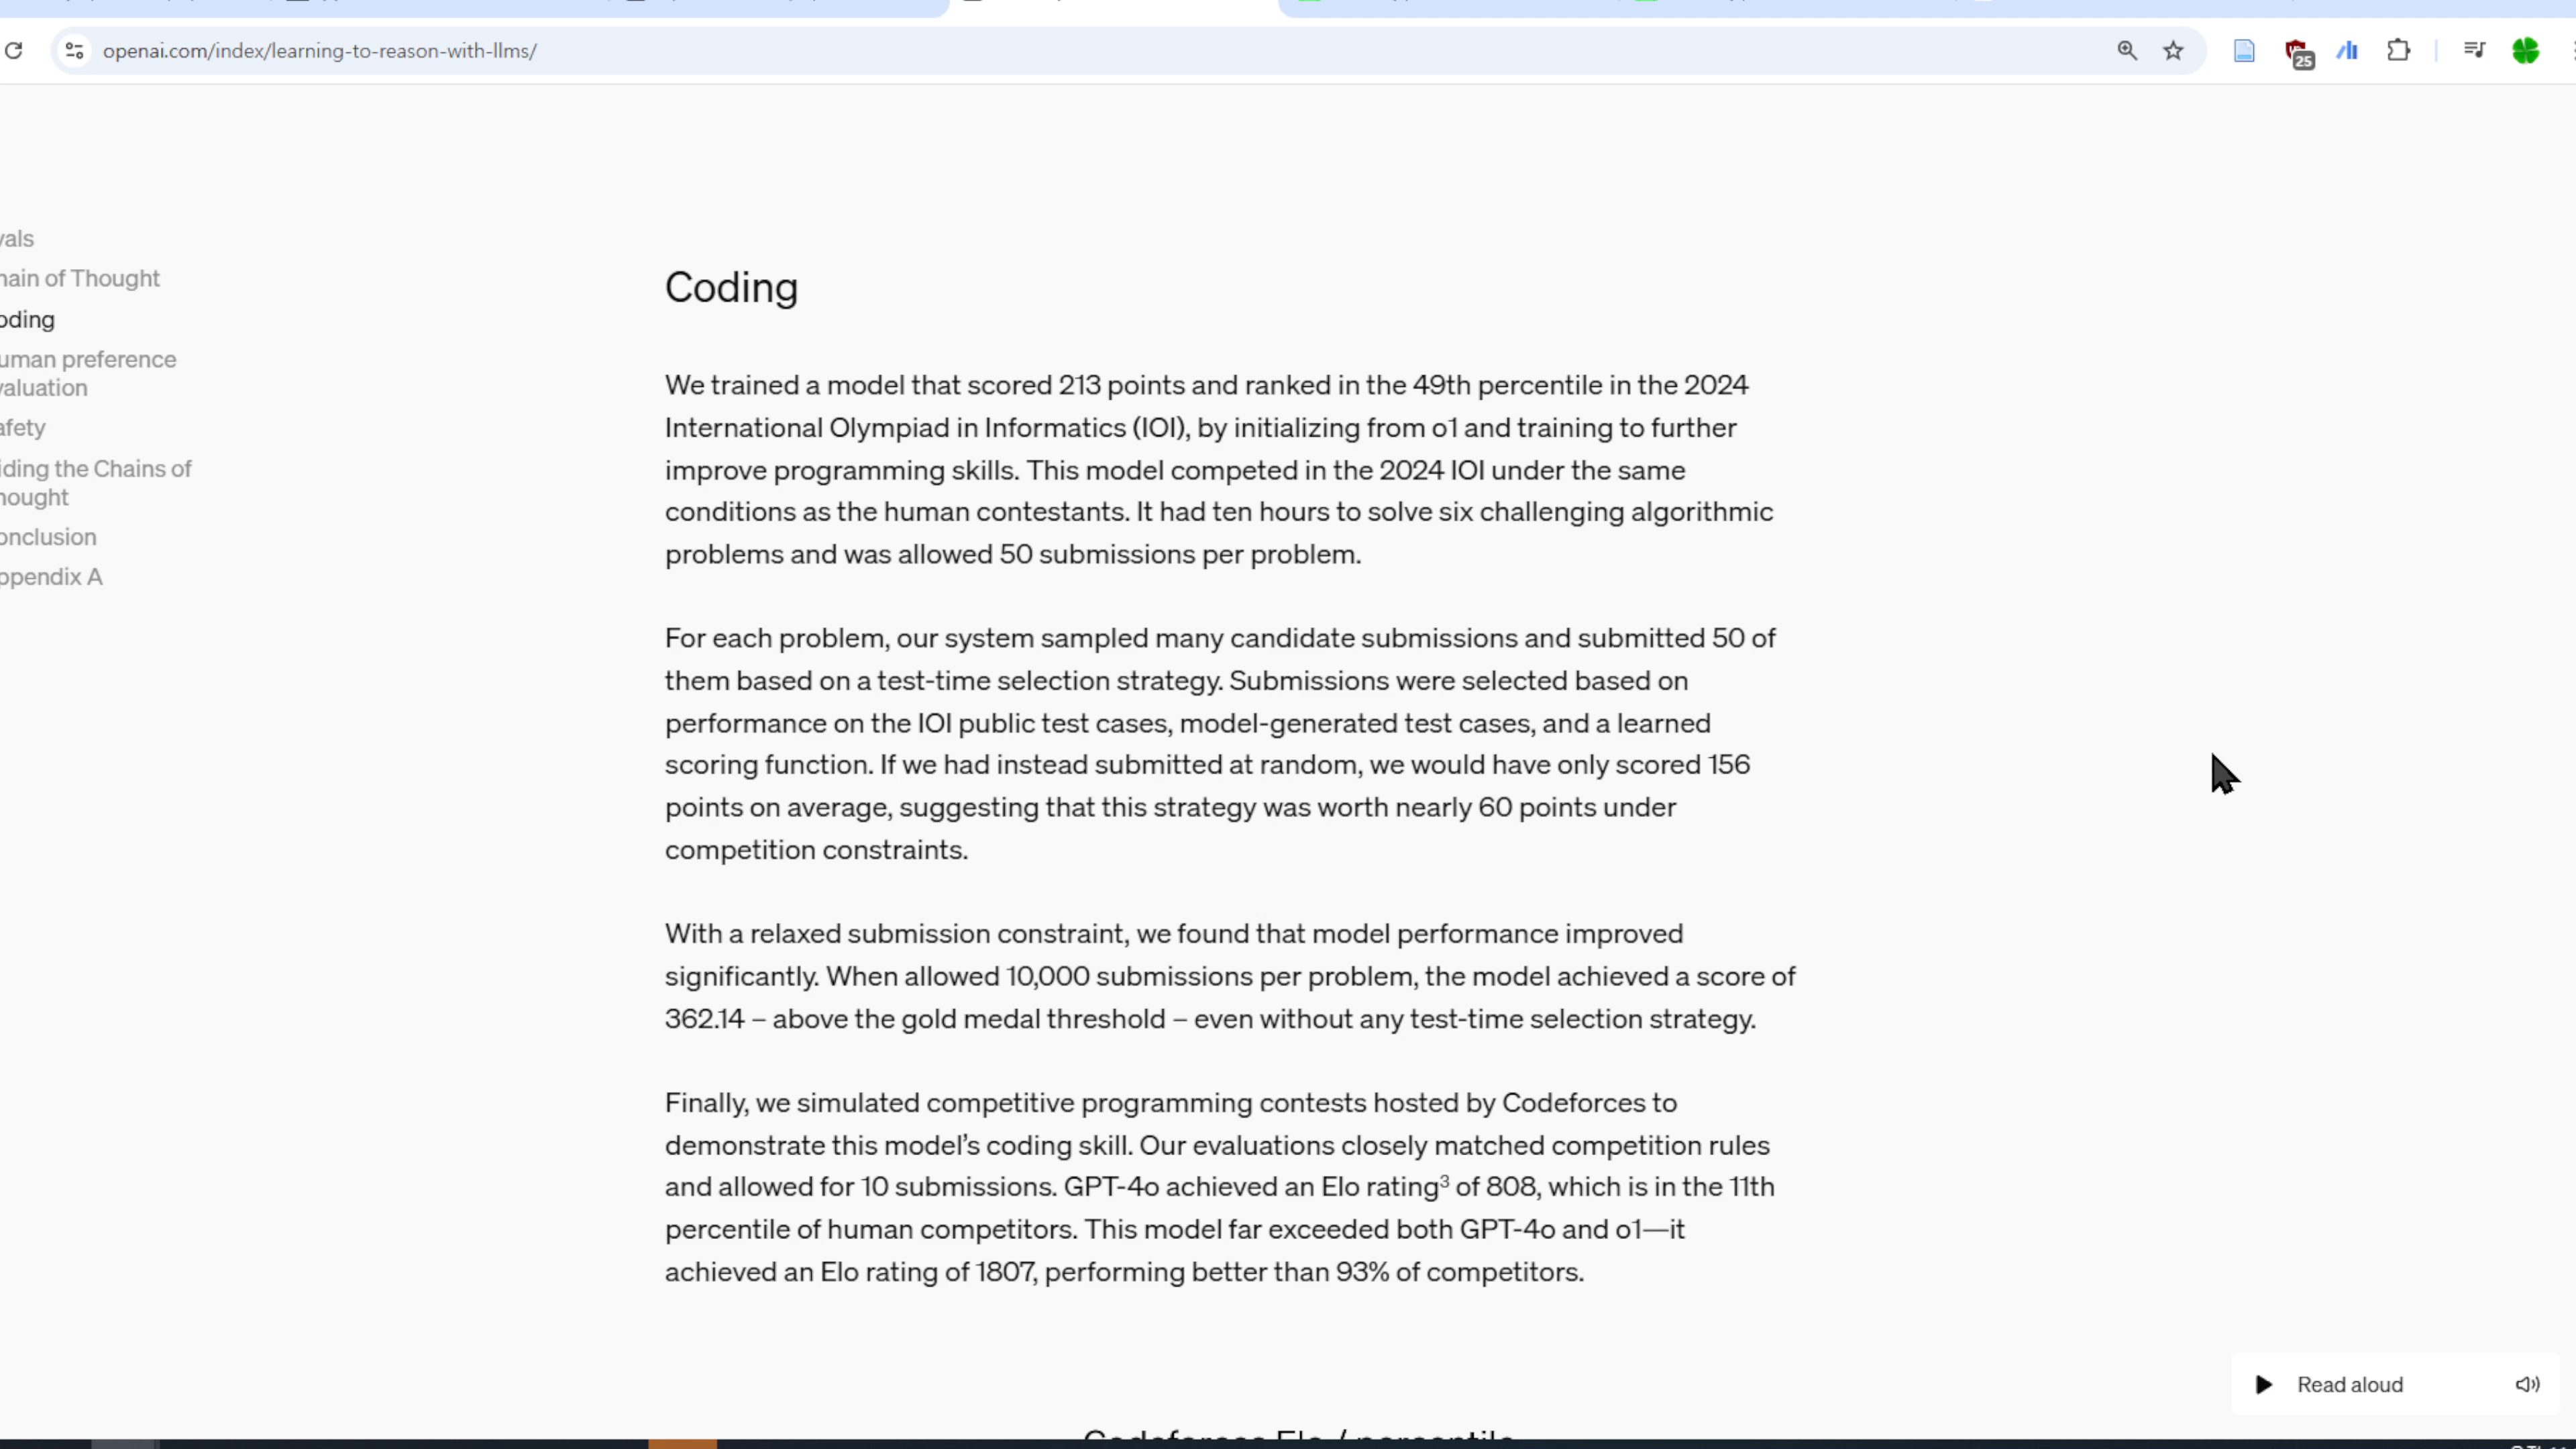 openai.com/index/learning-to-reason-with-llms/
25
vals
hain of Thought
oding
uman preference
valuation
afety
iding the Chains of
hought
onclusion
ppendix A
Coding
We trained a model that scored 213 points and ranked in the 49th percentile in the 2024
International Olympiad in Informatics (IOI), by initializing from o1 and training to further
improve programming skills. This model competed in the 2024 IOI under the same
conditions as the human contestants. It had ten hours to solve six challenging algorithmic
problems and was allowed 50 submissions per problem.
For each problem, our system sampled many candidate submissions and submitted 50 of
them based on a test-time selection strategy. Submissions were selected based on
performance on the IOI public test cases, model-generated test cases, and a learned
scoring function. If we had instead submitted at random, we would have only scored 156
points on average, suggesting that this strategy was worth nearly 60 points under
competition constraints.
With a relaxed submission constraint, we found that model performance improved
significantly. When allowed 10,000 submissions per problem, the model achieved a score of
362.14 – above the gold medal threshold – even without any test-time selection strategy.
Finally, we simulated competitive programming contests hosted by Codeforces to
demonstrate this model’s coding skill. Our evaluations closely matched competition rules
and allowed for 10 submissions. GPT-4o achieved an Elo rating³ of 808, which is in the 11th
percentile of human competitors. This model far exceeded both GPT-4o and o1—it
achieved an Elo rating of 1807, performing better than 93% of competitors.
Read aloud
Codeforces Elo / percentile